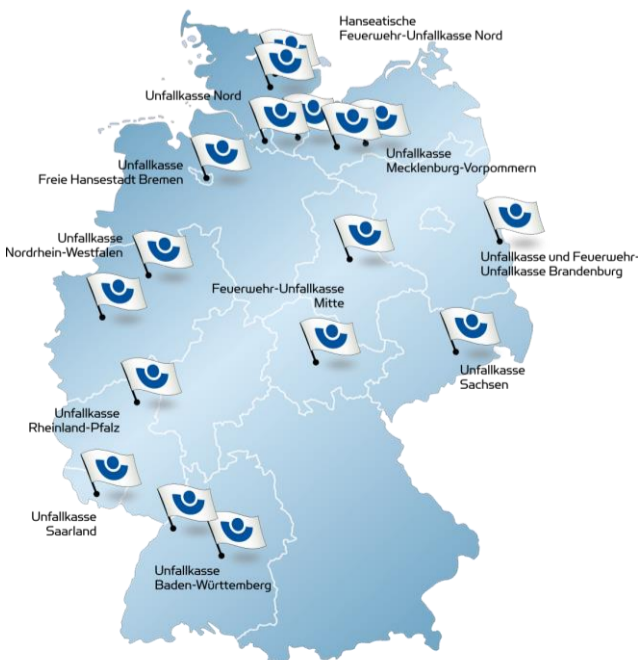 Hanseatische
Feuerwehr-Unfallkasse Nord
Unfallkasse Nord
Unfallkasse
Mecklenburg-Vorpommern
Unfallkasse
Freie Hansestadt Bremen
Unfallkasse
Nordrhein-Westfalen
Unfallkasse und Feuerwehr-
Unfallkasse Brandenburg
Feuerwehr-Unfallkasse
Mitte
Unfallkasse
Sachsen
Unfallkasse
Rheinland-Pfalz
Unfallkasse
Saarland
Unfallkasse
Baden-Württemberg